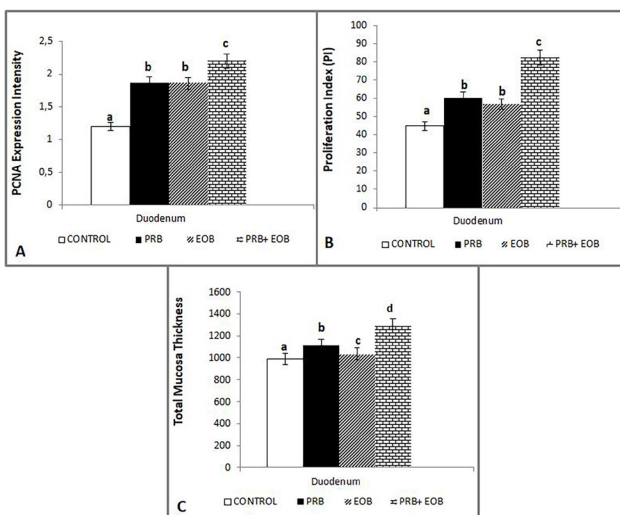 PCNA Expression Intensity
2,5
2
1,5
1
0,5
0
a
b
b
c
Duodenum
CONTROL PRB EOB PRB+ EOB
A
Proliferation Index (PI)
100
90
80
70
60
50
40
30
20
10
0
a
b
b
c
Duodenum
CONTROL PRB EOB PRB+ EOB
B
Total Mucosa Thickness
1600
1400
1200
1000
800
600
400
200
0
a
b
c
d
Duodenum
CONTROL PRB EOB PRB+ EOB
C